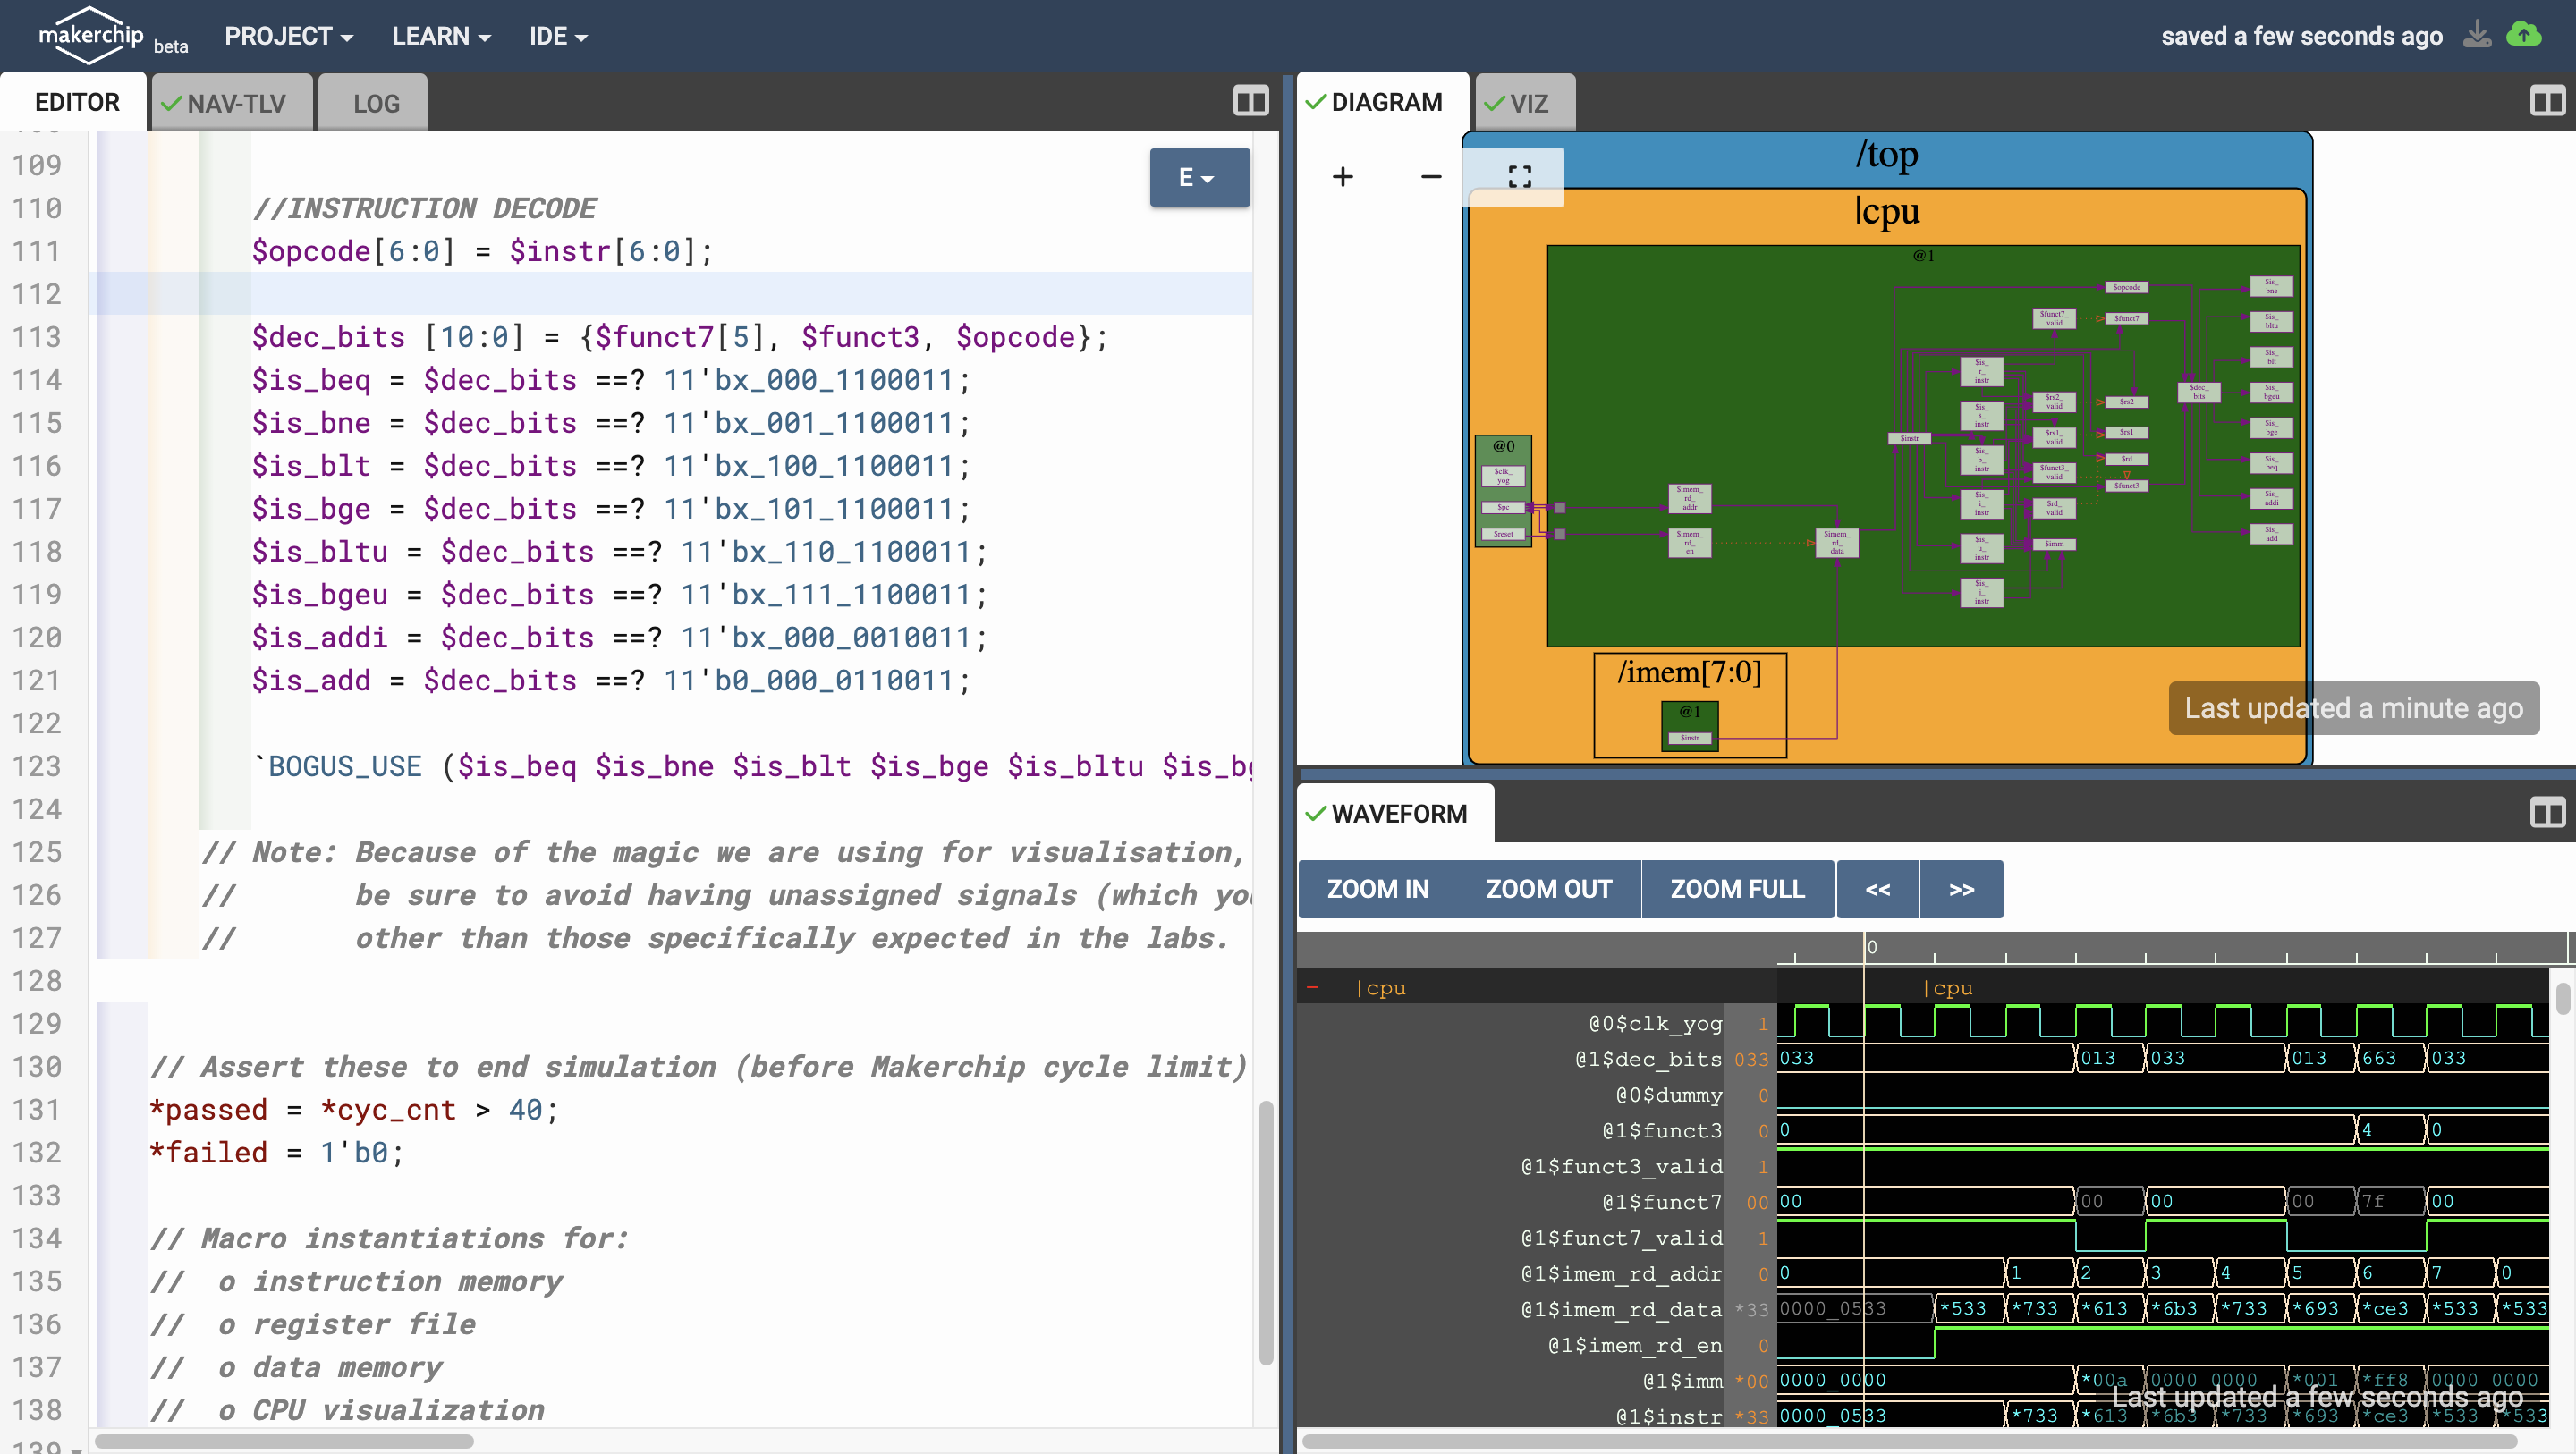 makerchip beta PROJECT LEARN IDE saved a few seconds ago
EDITOR NAV-TLV LOG
E
109
110 //INSTRUCTION DECODE
111 $opcode[6:0] = $instr[6:0];
112
113 $dec_bits [10:0] = {$funct7[5], $funct3, $opcode};
114 $is_beq = $dec_bits ==? 11'bx_000_1100011;
115 $is_bne = $dec_bits ==? 11'bx_001_1100011;
116 $is_blt = $dec_bits ==? 11'bx_100_1100011;
117 $is_bge = $dec_bits ==? 11'bx_101_1100011;
118 $is_bltu = $dec_bits ==? 11'bx_110_1100011;
119 $is_bgeu = $dec_bits ==? 11'bx_111_1100011;
120 $is_addi = $dec_bits ==? 11'bx_000_0010011;
121 $is_add = $dec_bits ==? 11'b0_000_0110011;
122
123 `BOGUS_USE ($is_beq $is_bne $is_blt $is_bge $is_bltu $is_bg
124
125 // Note: Because of the magic we are using for visualisation,
126 // be sure to avoid having unassigned signals (which you
127 // other than those specifically expected in the labs.
128
129
130 // Assert these to end simulation (before Makerchip cycle limit)
131 *passed = *cyc_cnt > 40;
132 *failed = 1'b0;
133
134 // Macro instantiations for:
135 // o instruction memory
136 // o register file
137 // o data memory
138 // o CPU visualization
139
DIAGRAM VIZ
+ −
/top
|cpu
@1
@0
$clk_yog
$pc
$reset
$imem_rd_addr
$imem_rd_en
$imem_rd_data
$instr
$is_r_instr
$is_s_instr
$is_b_instr
$is_i_instr
$is_u_instr
$is_j_instr
$funct7_valid
$rs2_valid
$rs1_valid
$funct3_valid
$rd_valid
$imm
$opcode
$funct7
$rs2
$rs1
$rd
$funct3
$dec_bits
$is_bne
$is_bltu
$is_blt
$is_bgeu
$is_bge
$is_beq
$is_addi
$is_add
/imem[7:0]
@1
$instr
Last updated a minute ago
WAVEFORM
ZOOM IN ZOOM OUT ZOOM FULL << >>
0
− |cpu |cpu
@0$clk_yog 1
@1$dec_bits 033 033 013 033 013 663 033
@0$dummy 0
@1$funct3 0 0 4 0
@1$funct3_valid 1
@1$funct7 00 00 00 00 00 7f 00
@1$funct7_valid 1
@1$imem_rd_addr 0 0 1 2 3 4 5 6 7 0
@1$imem_rd_data *33 0000_0533 *533 *733 *613 *6b3 *733 *693 *ce3 *533 *533
@1$imem_rd_en 0
@1$imm *00 0000_0000 *00a 0000_0000 *001 *ff8 0000_0000
Last updated a few seconds ago
@1$instr *33 0000_0533 *733 *613 *6b3 *733 *693 *ce3 *533 *533